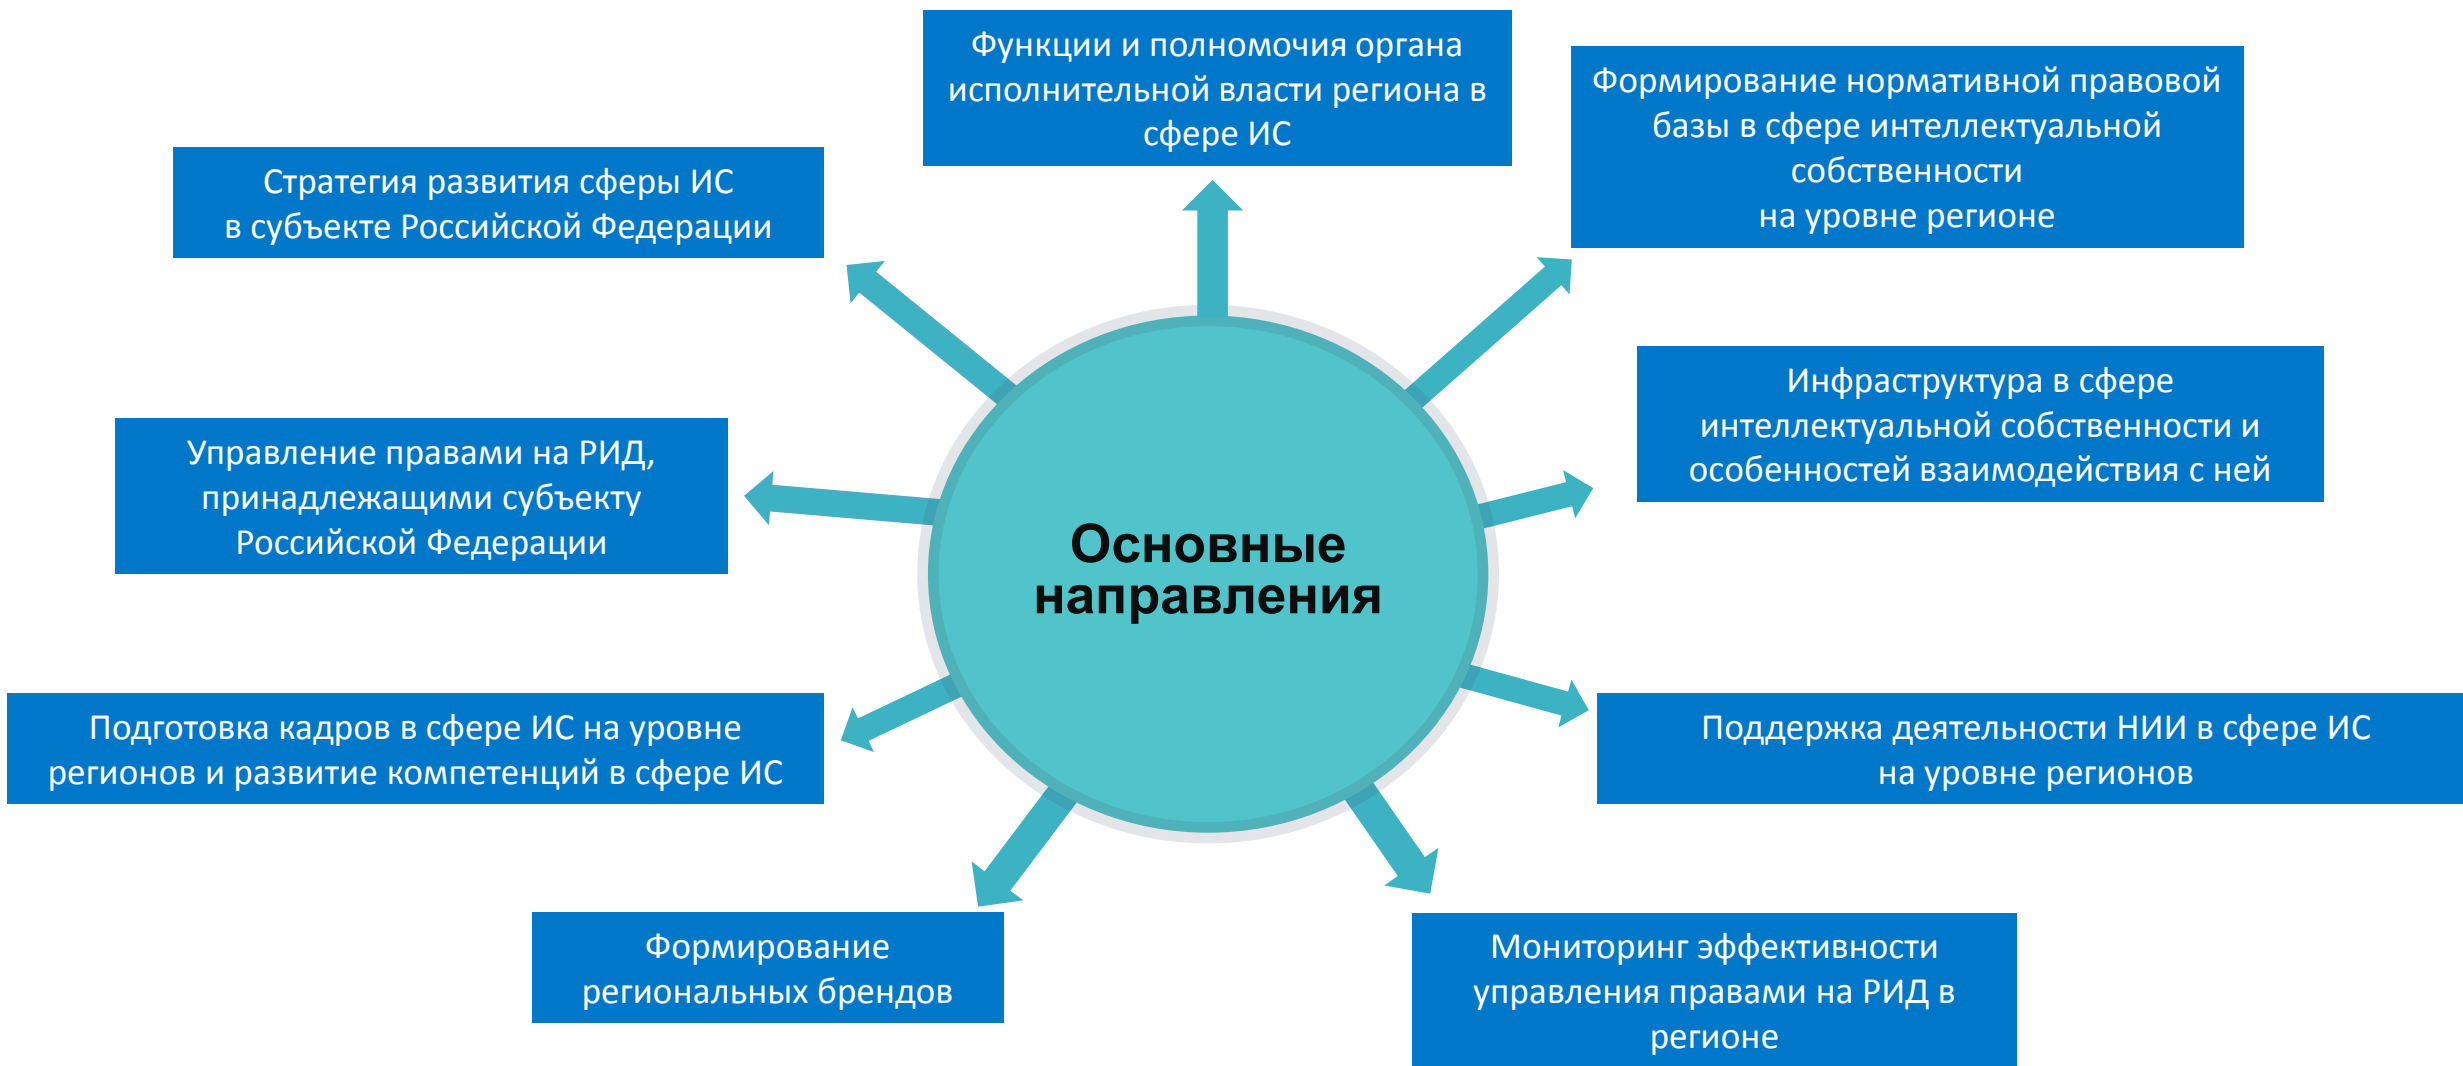 Функции и полномочия органа
исполнительной власти региона в
сфере ИС
Формирование нормативной правовой
базы в сфере интеллектуальной
собственности
на уровне регионе
Стратегия развития сферы ИС
в субъекте Российской Федерации
Инфраструктура в сфере
интеллектуальной собственности и
особенностей взаимодействия с ней
Управление правами на РИД,
принадлежащими субъекту
Российской Федерации
Основные
направления
Подготовка кадров в сфере ИС на уровне
регионов и развитие компетенций в сфере ИС
Поддержка деятельности НИИ в сфере ИС
на уровне регионов
Формирование
региональных брендов
Мониторинг эффективности
управления правами на РИД в
регионе